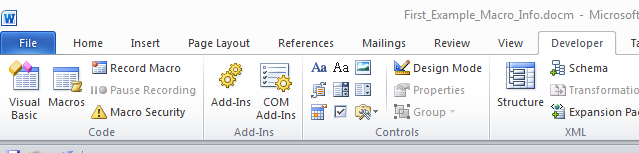 W First_Example_Macro_Info.docm - Microsoft
File Home Insert Page Layout References Mailings Review View Developer
Visual Basic
Macros
Record Macro
Pause Recording
Macro Security
Code
Add-Ins
COM Add-Ins
Add-Ins
Aa Aa
Design Mode
Properties
Group
Controls
Structure
Schema
Transformation
Expansion Pa
XML